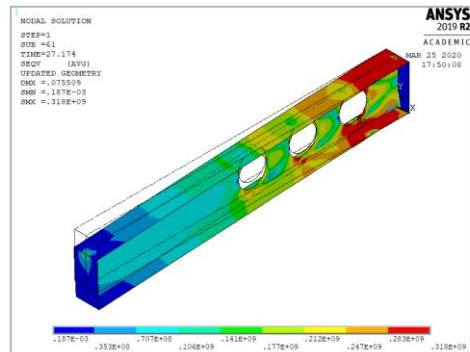 1
NODAL SOLUTION
STEP=1
SUB =61
TIME=27.174
SEQV (AVG)
UPDATED GEOMETRY
DMX =.075509
SMN =.187E-03
SMX =.318E+09
ANSYS
2019 R2
ACADEMIC
MAR 25 2020
17:50:08
Y
X
.187E-03 .707E+08 .141E+09 .212E+09 .283E+09
.353E+08 .106E+09 .177E+09 .247E+09 .318E+09